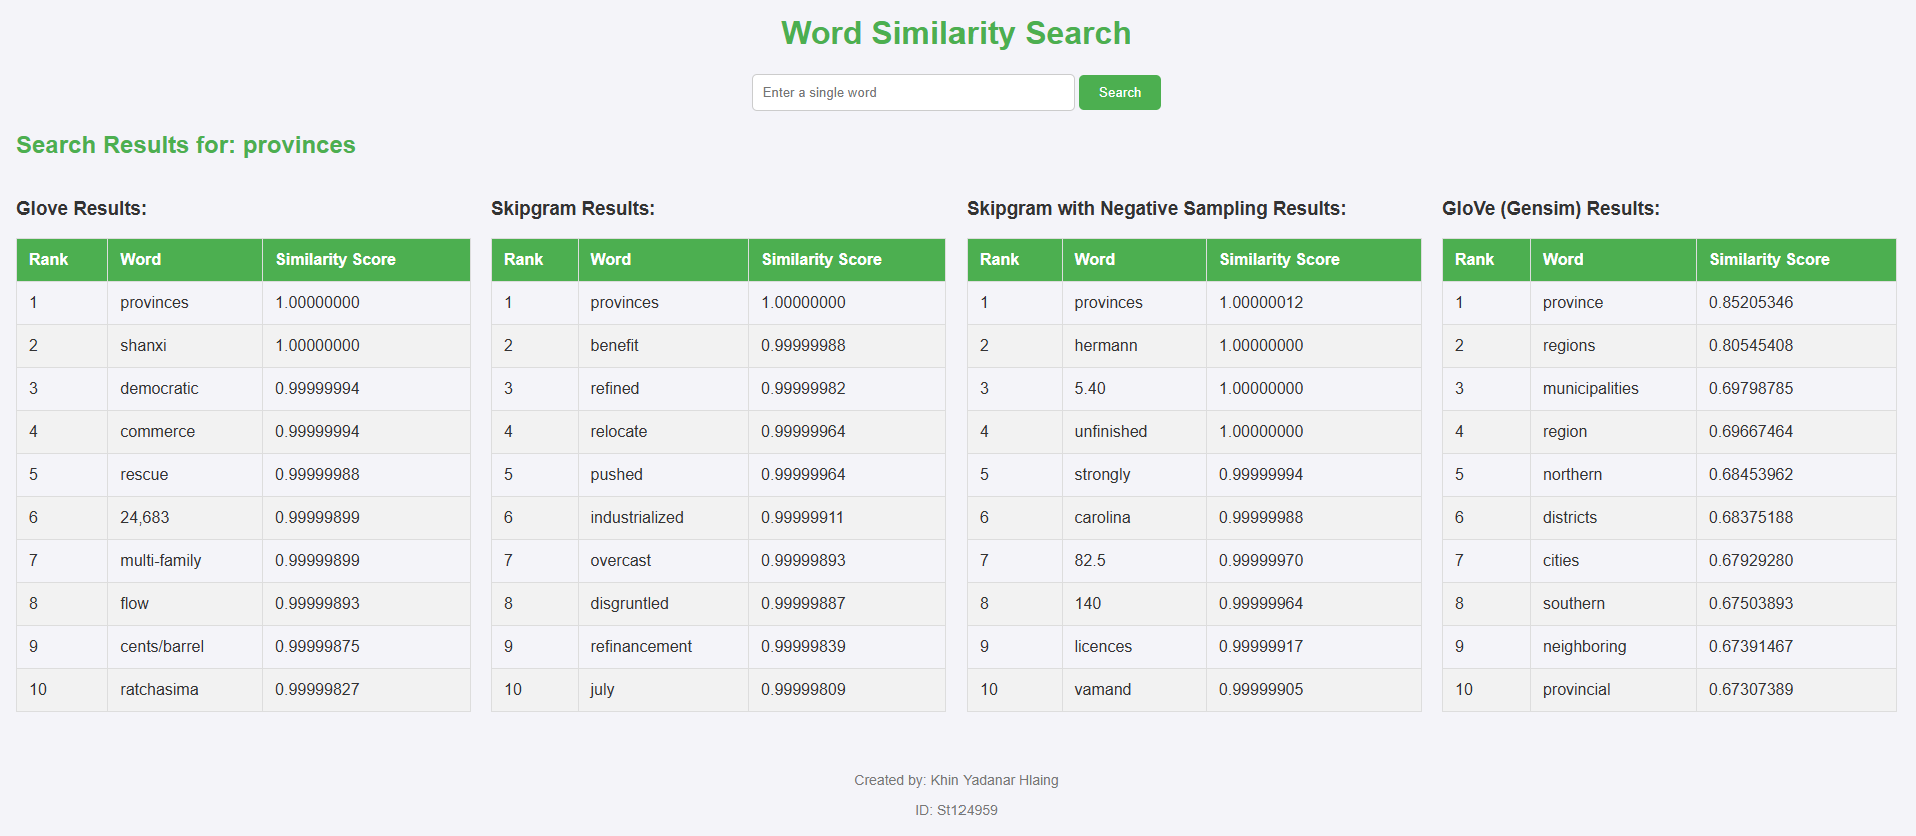 Word Similarity Search
Enter a single word Search
Search Results for: provinces
Glove Results:
Rank Word Similarity Score
1 provinces 1.00000000
2 shanxi 1.00000000
3 democratic 0.99999994
4 commerce 0.99999994
5 rescue 0.99999988
6 24,683 0.99999899
7 multi-family 0.99999899
8 flow 0.99999893
9 cents/barrel 0.99999875
10 ratchasima 0.99999827
Skipgram Results:
Rank Word Similarity Score
1 provinces 1.00000000
2 benefit 0.99999988
3 refined 0.99999982
4 relocate 0.99999964
5 pushed 0.99999964
6 industrialized 0.99999911
7 overcast 0.99999893
8 disgruntled 0.99999887
9 refinancement 0.99999839
10 july 0.99999809
Skipgram with Negative Sampling Results:
Rank Word Similarity Score
1 provinces 1.00000012
2 hermann 1.00000000
3 5.40 1.00000000
4 unfinished 1.00000000
5 strongly 0.99999994
6 carolina 0.99999988
7 82.5 0.99999970
8 140 0.99999964
9 licences 0.99999917
10 vamand 0.99999905
GloVe (Gensim) Results:
Rank Word Similarity Score
1 province 0.85205346
2 regions 0.80545408
3 municipalities 0.69798785
4 region 0.69667464
5 northern 0.68453962
6 districts 0.68375188
7 cities 0.67929280
8 southern 0.67503893
9 neighboring 0.67391467
10 provincial 0.67307389
Created by: Khin Yadanar Hlaing
ID: St124959